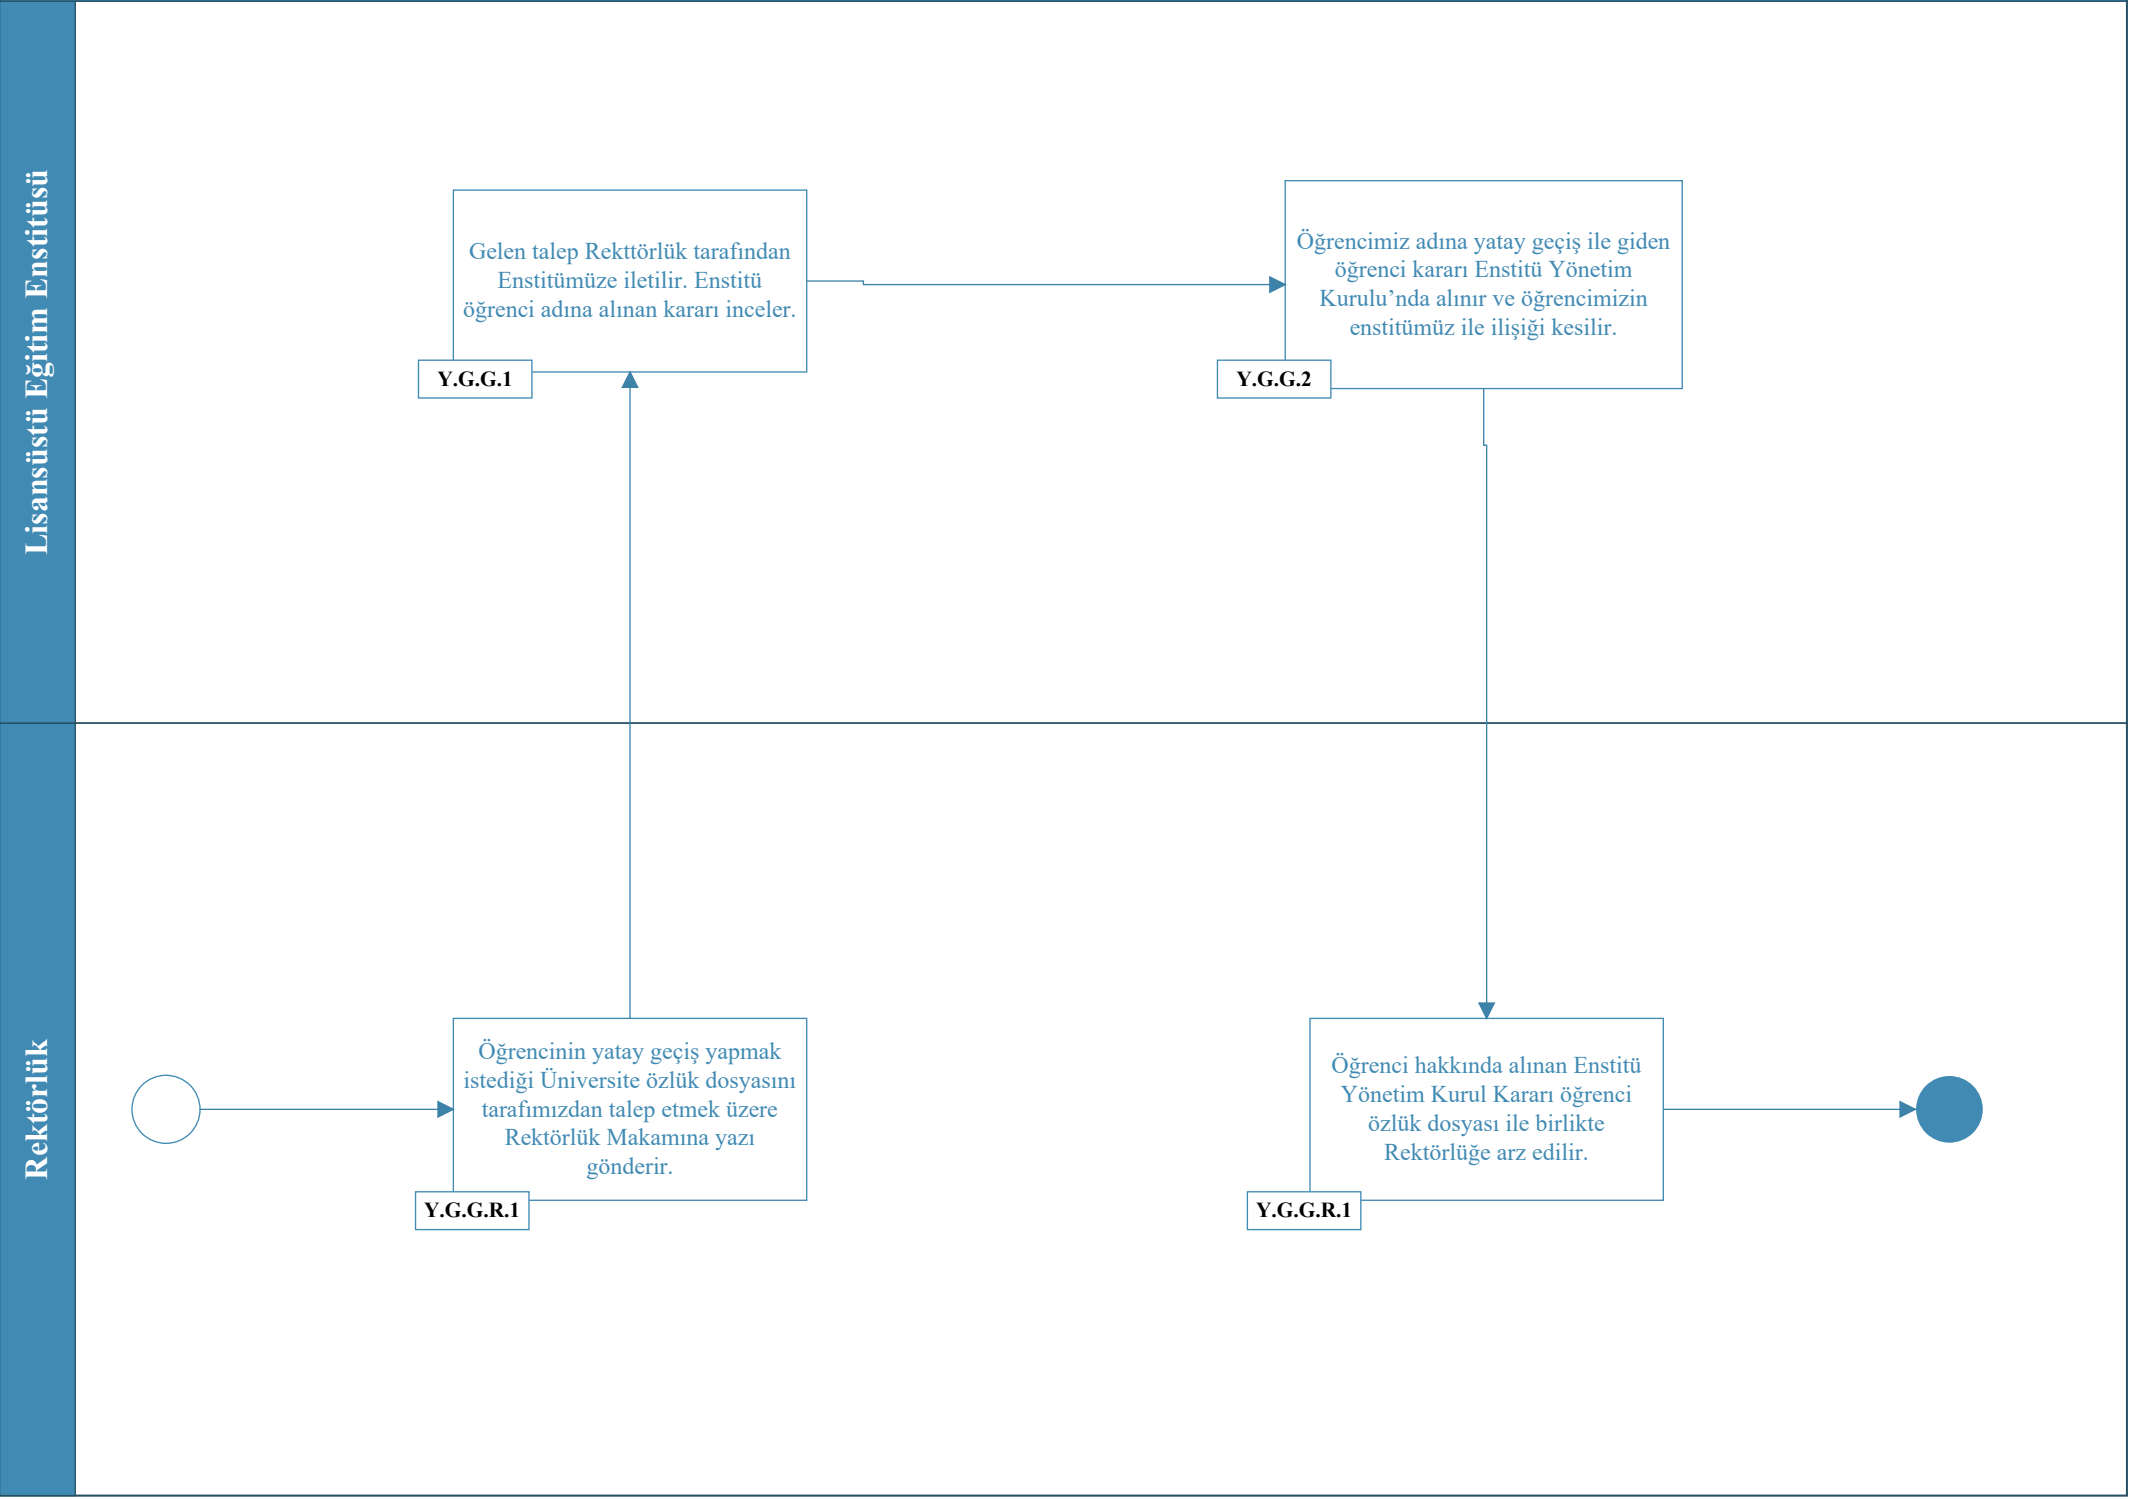 Lisansüstü Eğitim Enstitüsü
Gelen talep Rekttörlük tarafından
Enstitümüze iletilir. Enstitü
öğrenci adına alınan kararı inceler.
Y.G.G.1
Öğrencimiz adına yatay geçiş ile giden
öğrenci kararı Enstitü Yönetim
Kurulu’nda alınır ve öğrencimizin
enstitümüz ile ilişiği kesilir.
Y.G.G.2
Rektörlük
Öğrencinin yatay geçiş yapmak
istediği Üniversite özlük dosyasını
tarafımızdan talep etmek üzere
Rektörlük Makamına yazı
gönderir.
Y.G.G.R.1
Öğrenci hakkında alınan Enstitü
Yönetim Kurul Kararı öğrenci
özlük dosyası ile birlikte
Rektörlüğe arz edilir.
Y.G.G.R.1